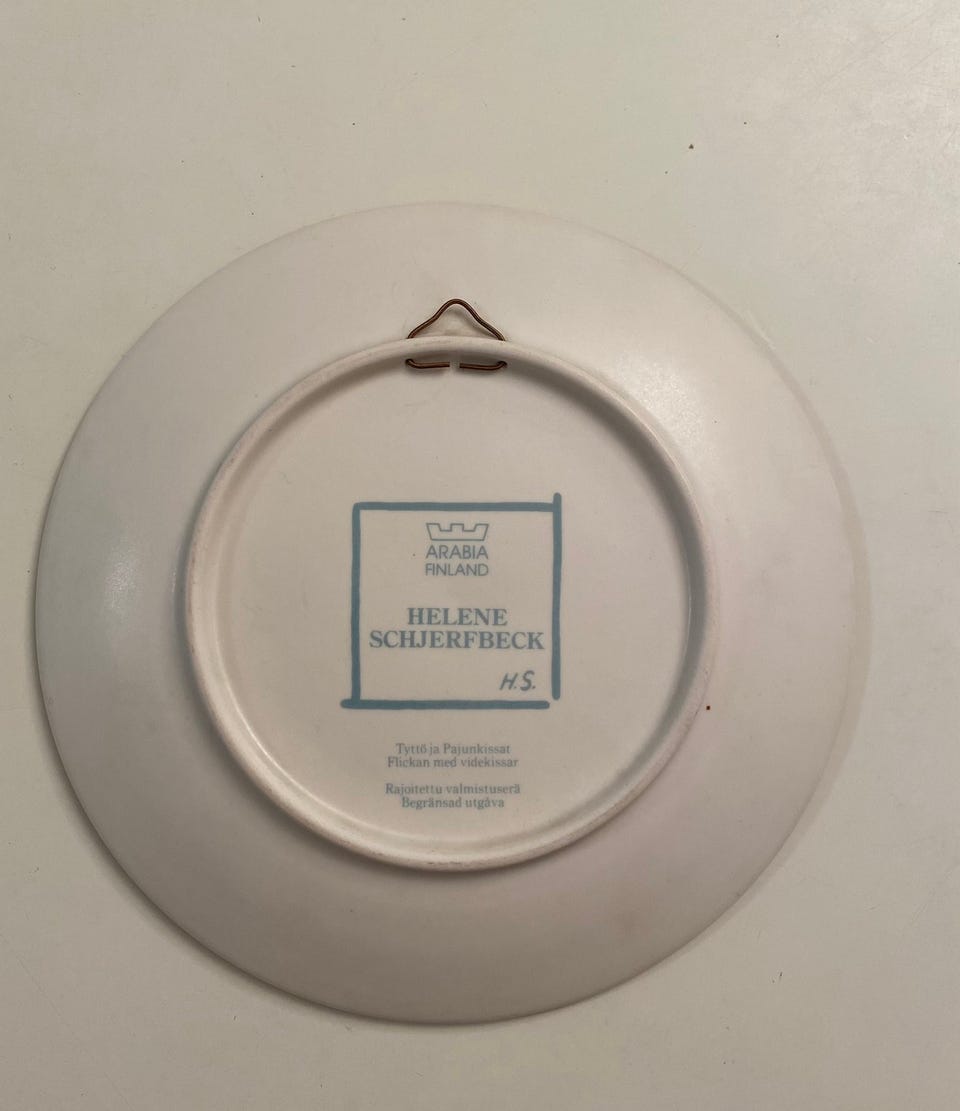 ARABIA
FINLAND
HELENE
SCHJERFBECK
H.S.
Tyttö ja Pajunkissat
Flickan med videkissar
Rajoitettu valmistuserä
Begränsad utgåva